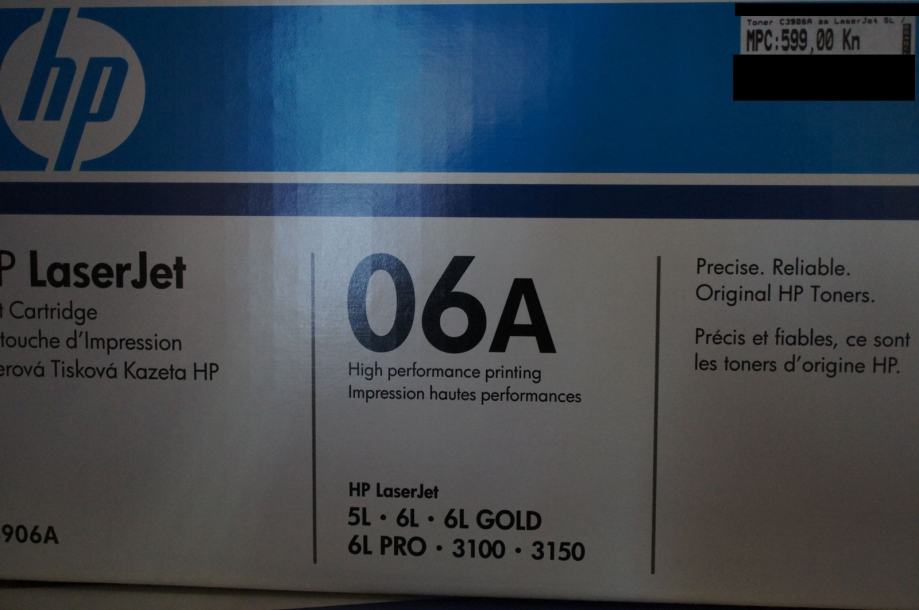 hp
Toner C3906A za LaserJet 5L /
MPC:599,00 Kn
P LaserJet
t Cartridge
touche d'Impression
erová Tisková Kazeta HP
906A
06A
High performance printing
Impression hautes performances
HP LaserJet
5L · 6L · 6L GOLD
6L PRO · 3100 · 3150
Precise. Reliable.
Original HP Toners.
Précis et fiables, ce sont
les toners d'origine HP.